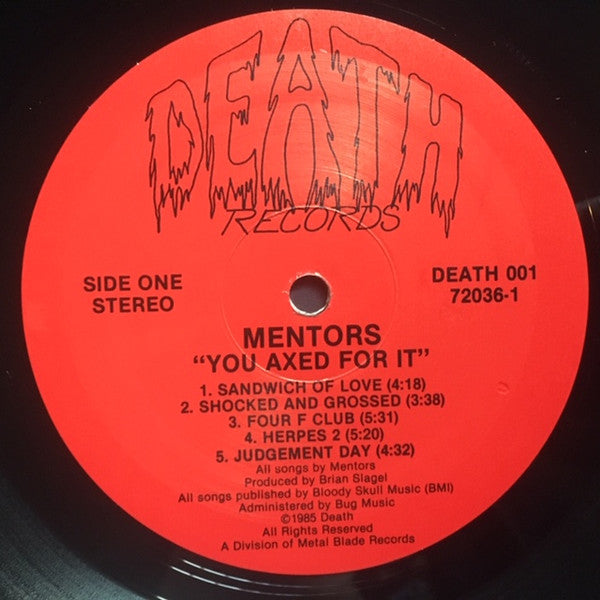 DEATH
RECORDS
SIDE ONE
STEREO
DEATH 001
72036-1
MENTORS
"YOU AXED FOR IT"
1. SANDWICH OF LOVE (4:18)
2. SHOCKED AND GROSSED (3:38)
3. FOUR F CLUB (5:31)
4. HERPES 2 (5:20)
5. JUDGEMENT DAY (4:32)
All songs by Mentors
Produced by Brian Slagel
All songs published by Bloody Skull Music (BMI)
Administered by Bug Music
©1985 Death
All Rights Reserved
A Division of Metal Blade Records